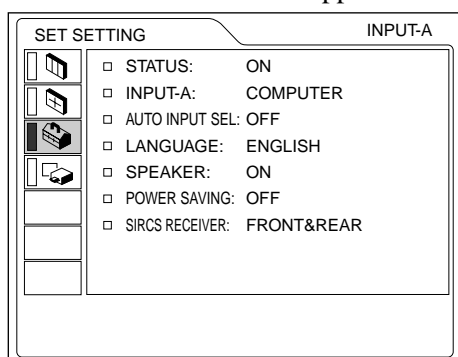 SET SETTING INPUT-A
STATUS: ON
INPUT-A: COMPUTER
AUTO INPUT SEL: OFF
LANGUAGE: ENGLISH
SPEAKER: ON
POWER SAVING: OFF
SIRCS RECEIVER: FRONT&REAR